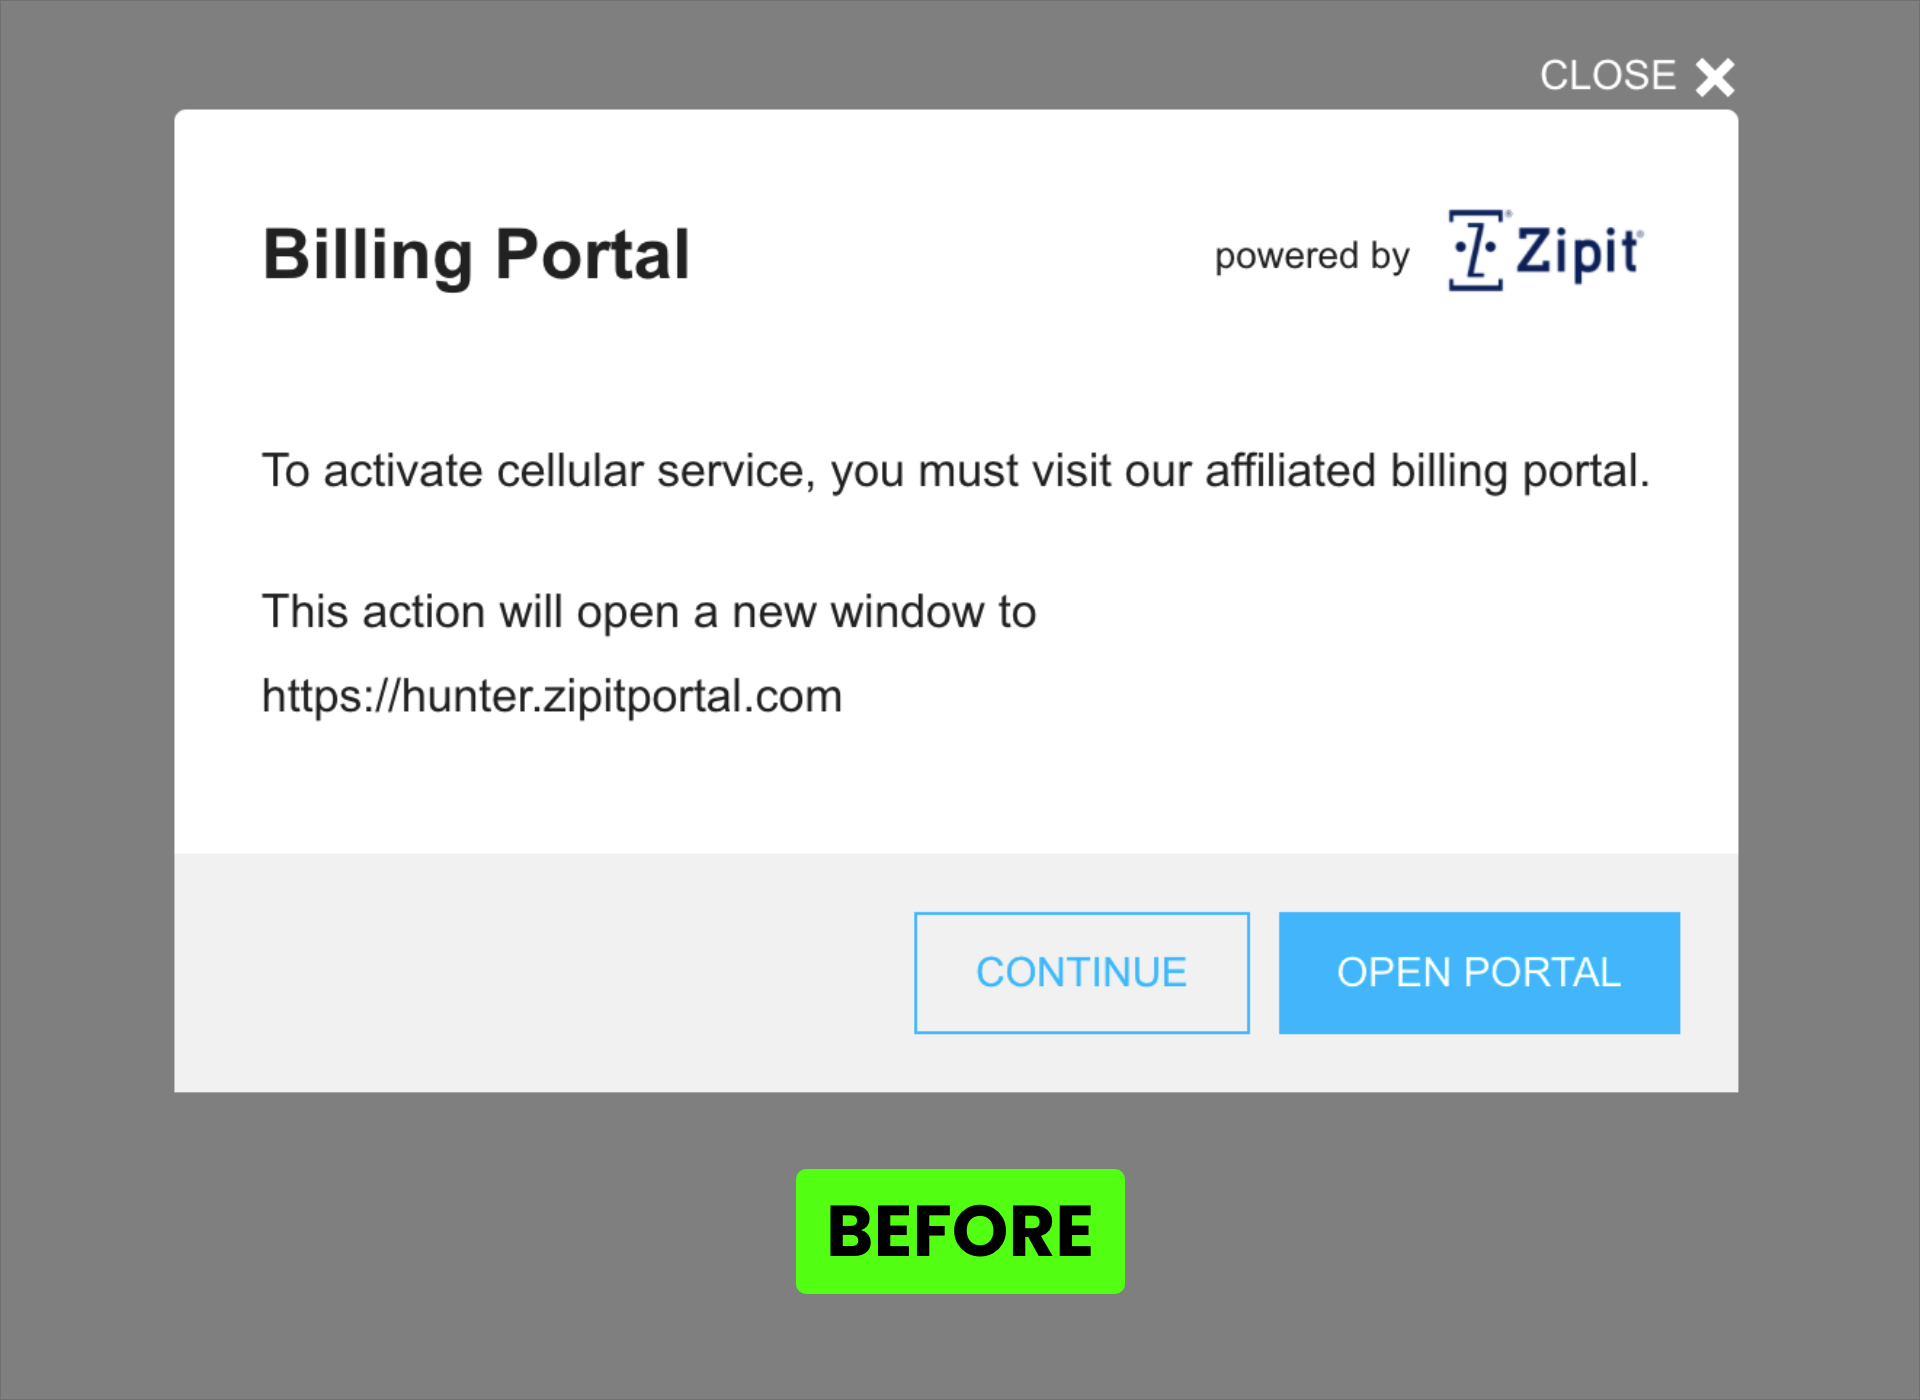 CLOSE
Billing Portal
powered by
Zipit
To activate cellular service, you must visit our affiliated billing portal.
This action will open a new window to
https://hunter.zipitportal.com
CONTINUE
OPEN PORTAL
BEFORE